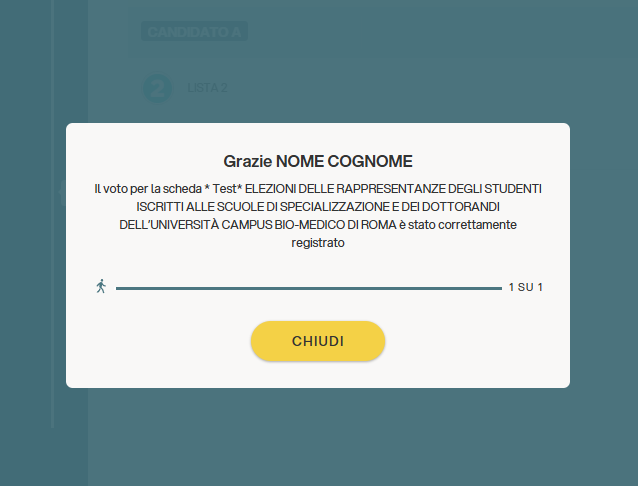 CANDIDATO A
2 LISTA 2
Grazie NOME COGNOME
Il voto per la scheda * Test* ELEZIONI DELLE RAPPRESENTANZE DEGLI STUDENTI
ISCRITTI ALLE SCUOLE DI SPECIALIZZAZIONE E DEI DOTTORANDI
DELL'UNIVERSITÀ CAMPUS BIO-MEDICO DI ROMA è stato correttamente
registrato
1 SU 1
CHIUDI